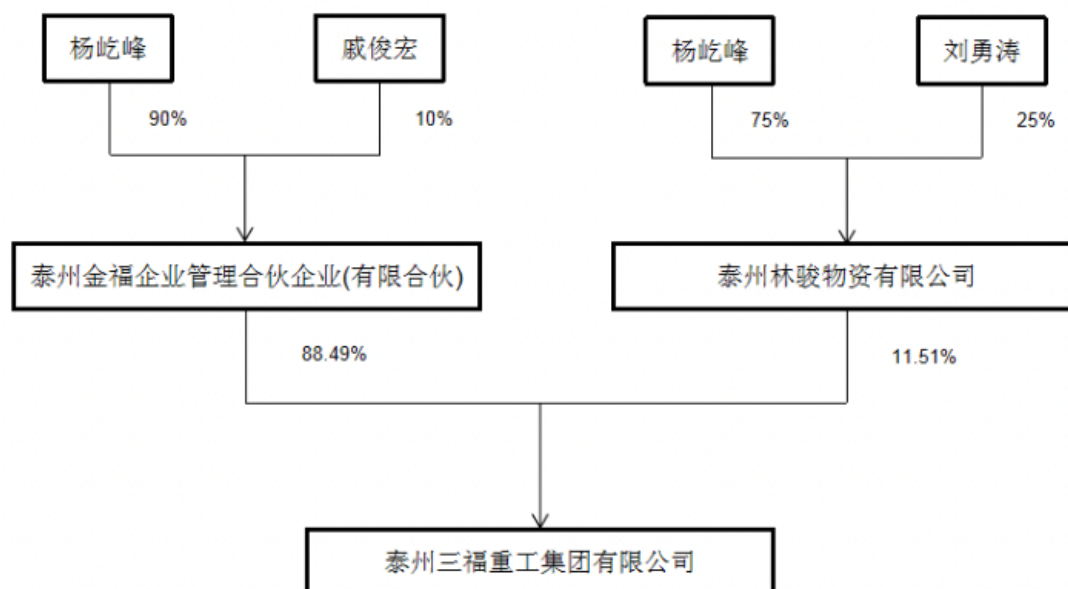 杨屹峰
戚俊宏
杨屹峰
刘勇涛
90%
10%
75%
25%
泰州金福企业管理合伙企业(有限合伙)
泰州林骏物资有限公司
88.49%
11.51%
泰州三福重工集团有限公司